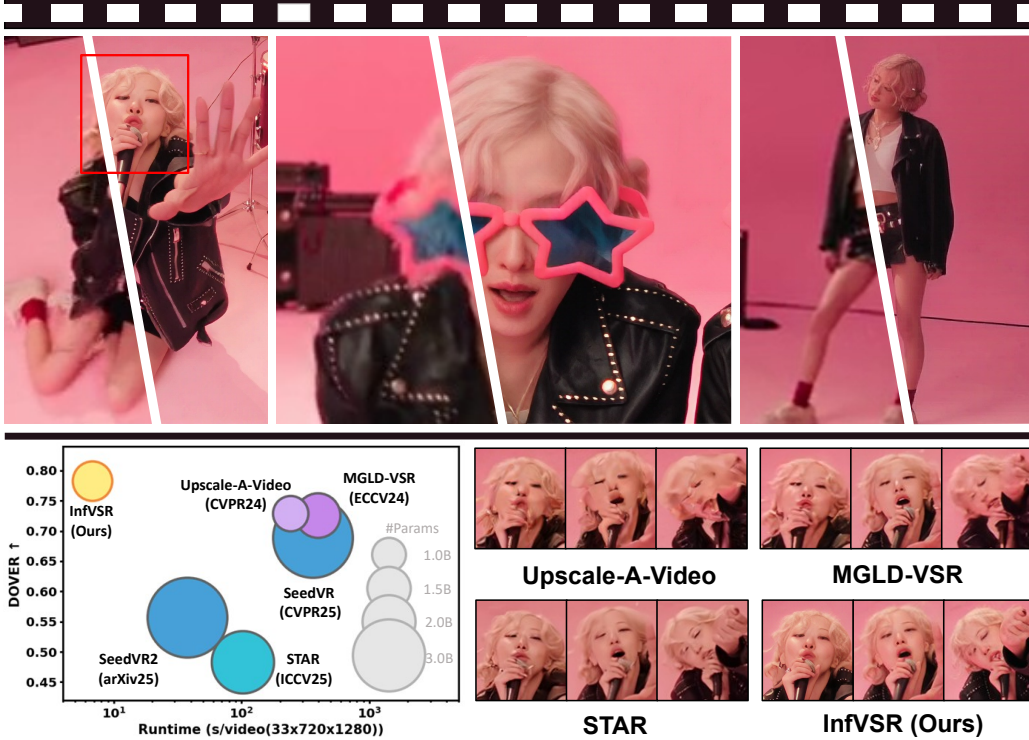 0.80
0.75
0.70
0.65
0.60
0.55
0.50
0.45
DOVER ↑
InfVSR
(Ours)
Upscale-A-Video
(CVPR24)
MGLD-VSR
(ECCV24)
SeedVR
(CVPR25)
SeedVR2
(arXiv25)
STAR
(ICCV25)
#Params
1.0B
1.5B
2.0B
3.0B
10¹
10²
10³
Runtime (s/video(33x720x1280))
Upscale-A-Video
MGLD-VSR
STAR
InfVSR (Ours)